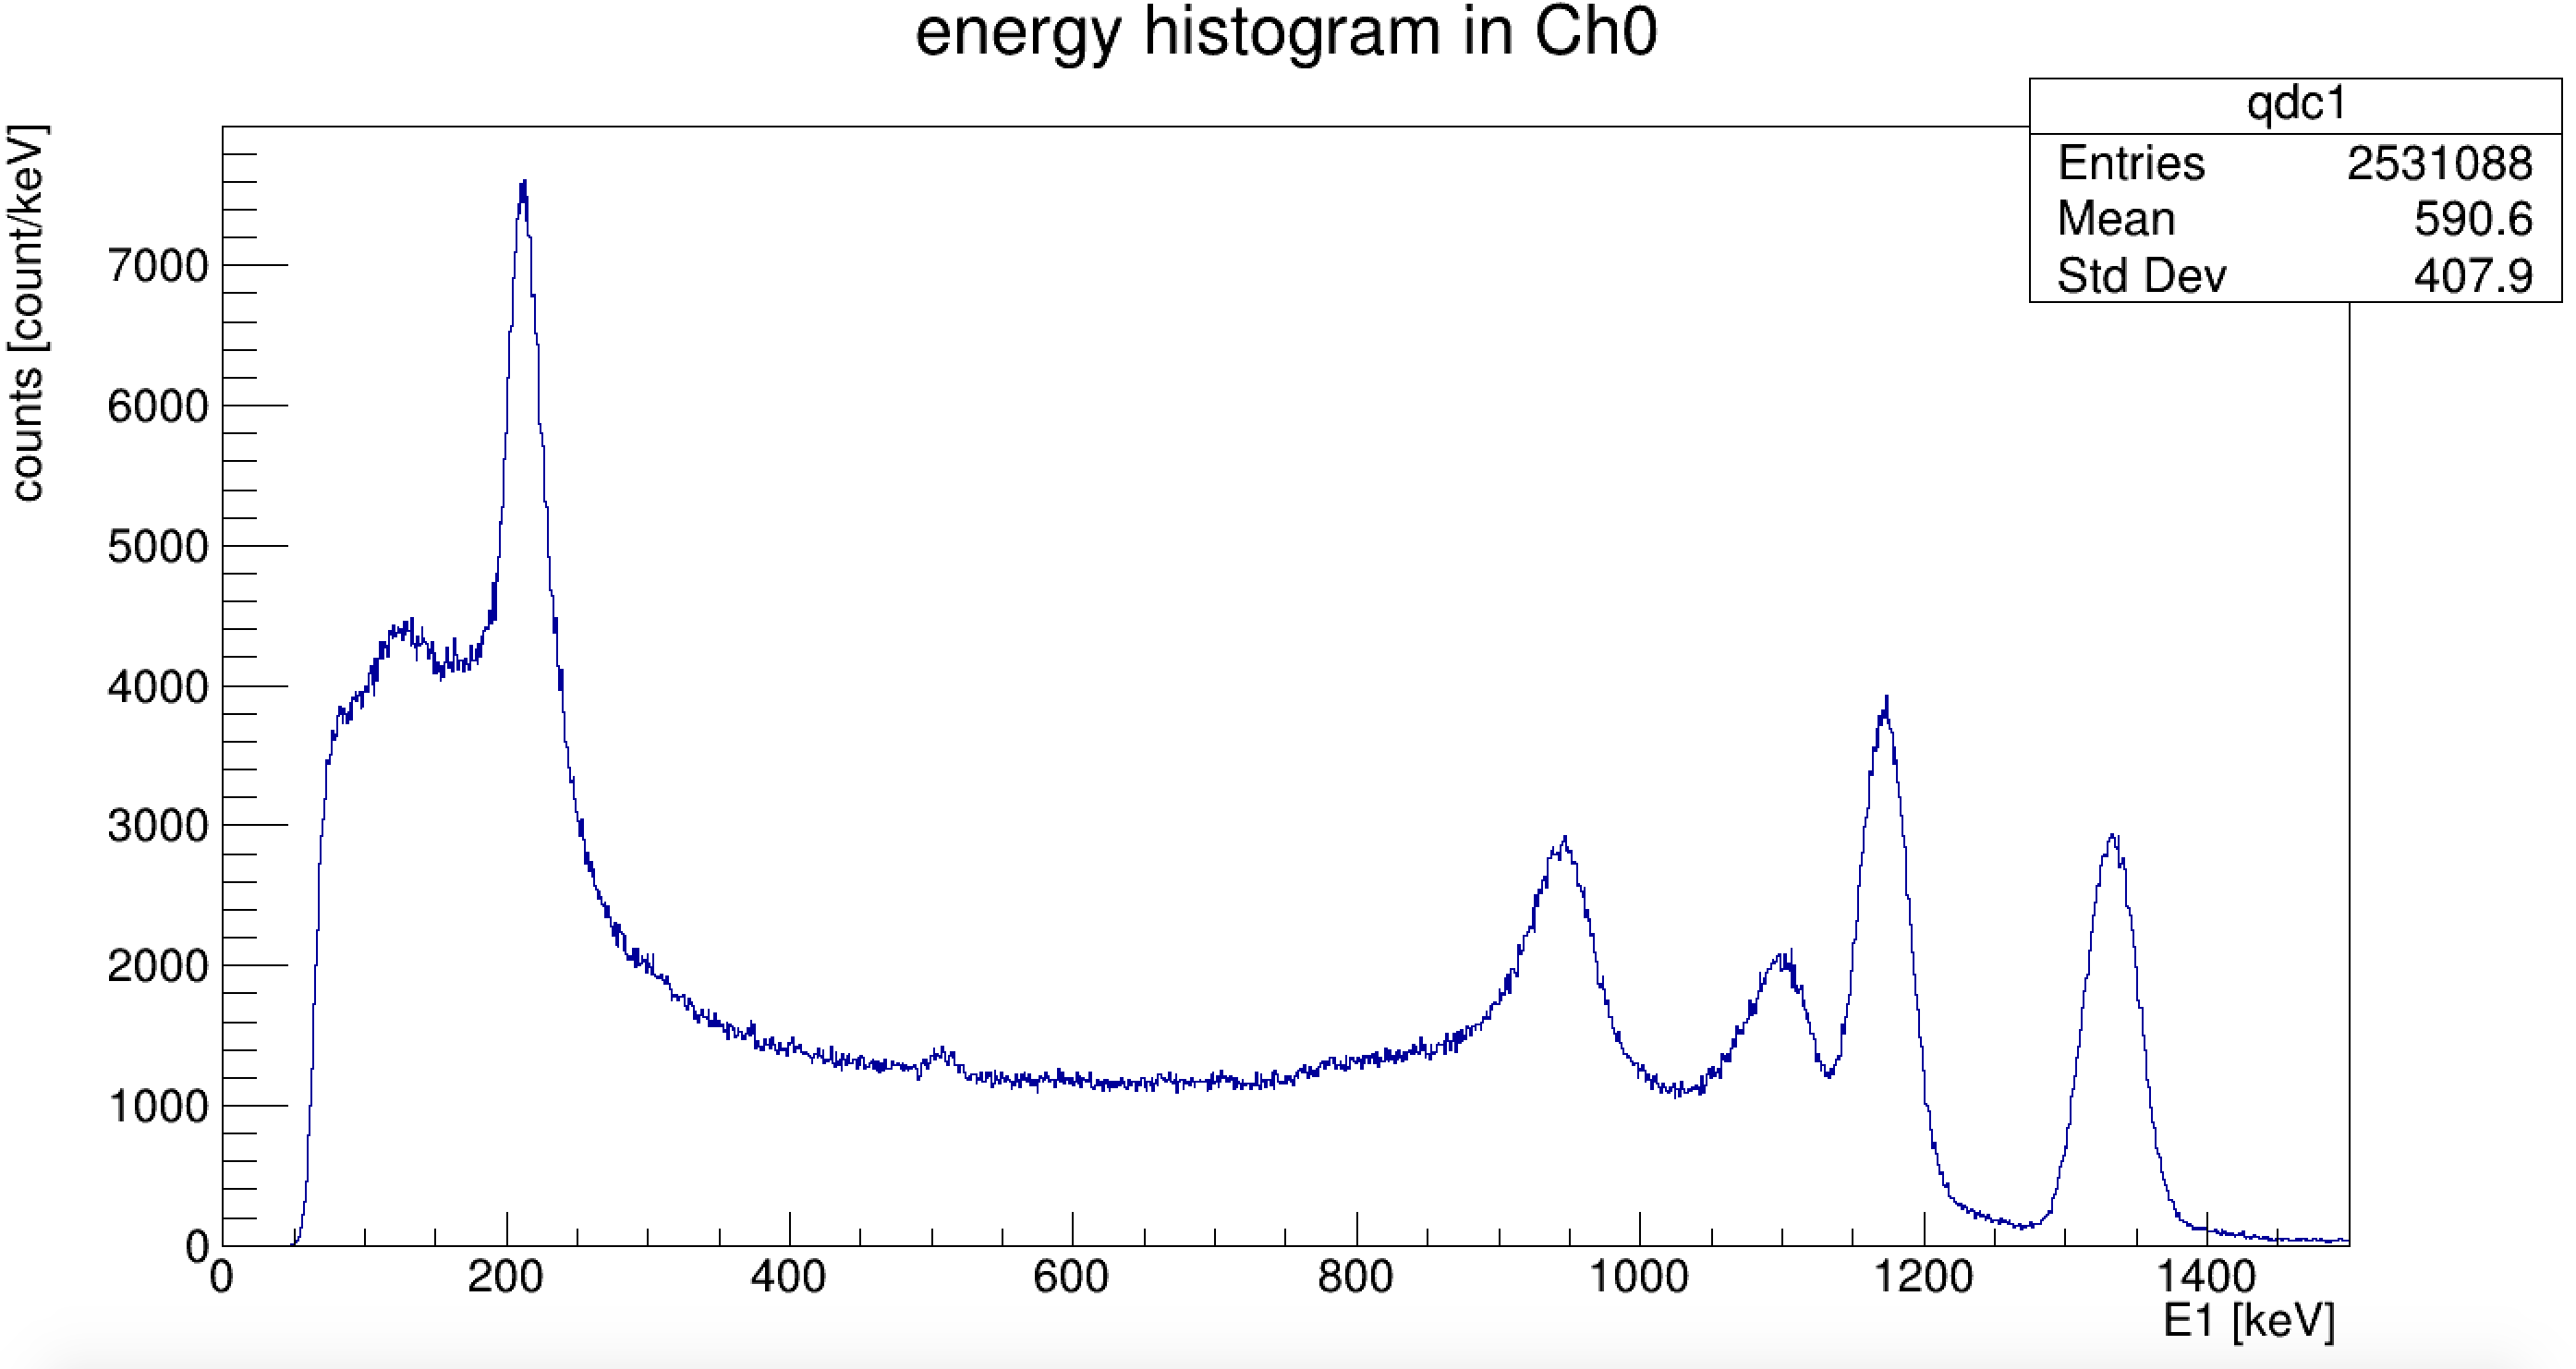 energy histogram in Ch0
qdc1
Entries 2531088
Mean 590.6
Std Dev 407.9
counts [count/keV]
7000
6000
5000
4000
3000
2000
1000
0
0 200 400 600 800 1000 1200 1400
E1 [keV]